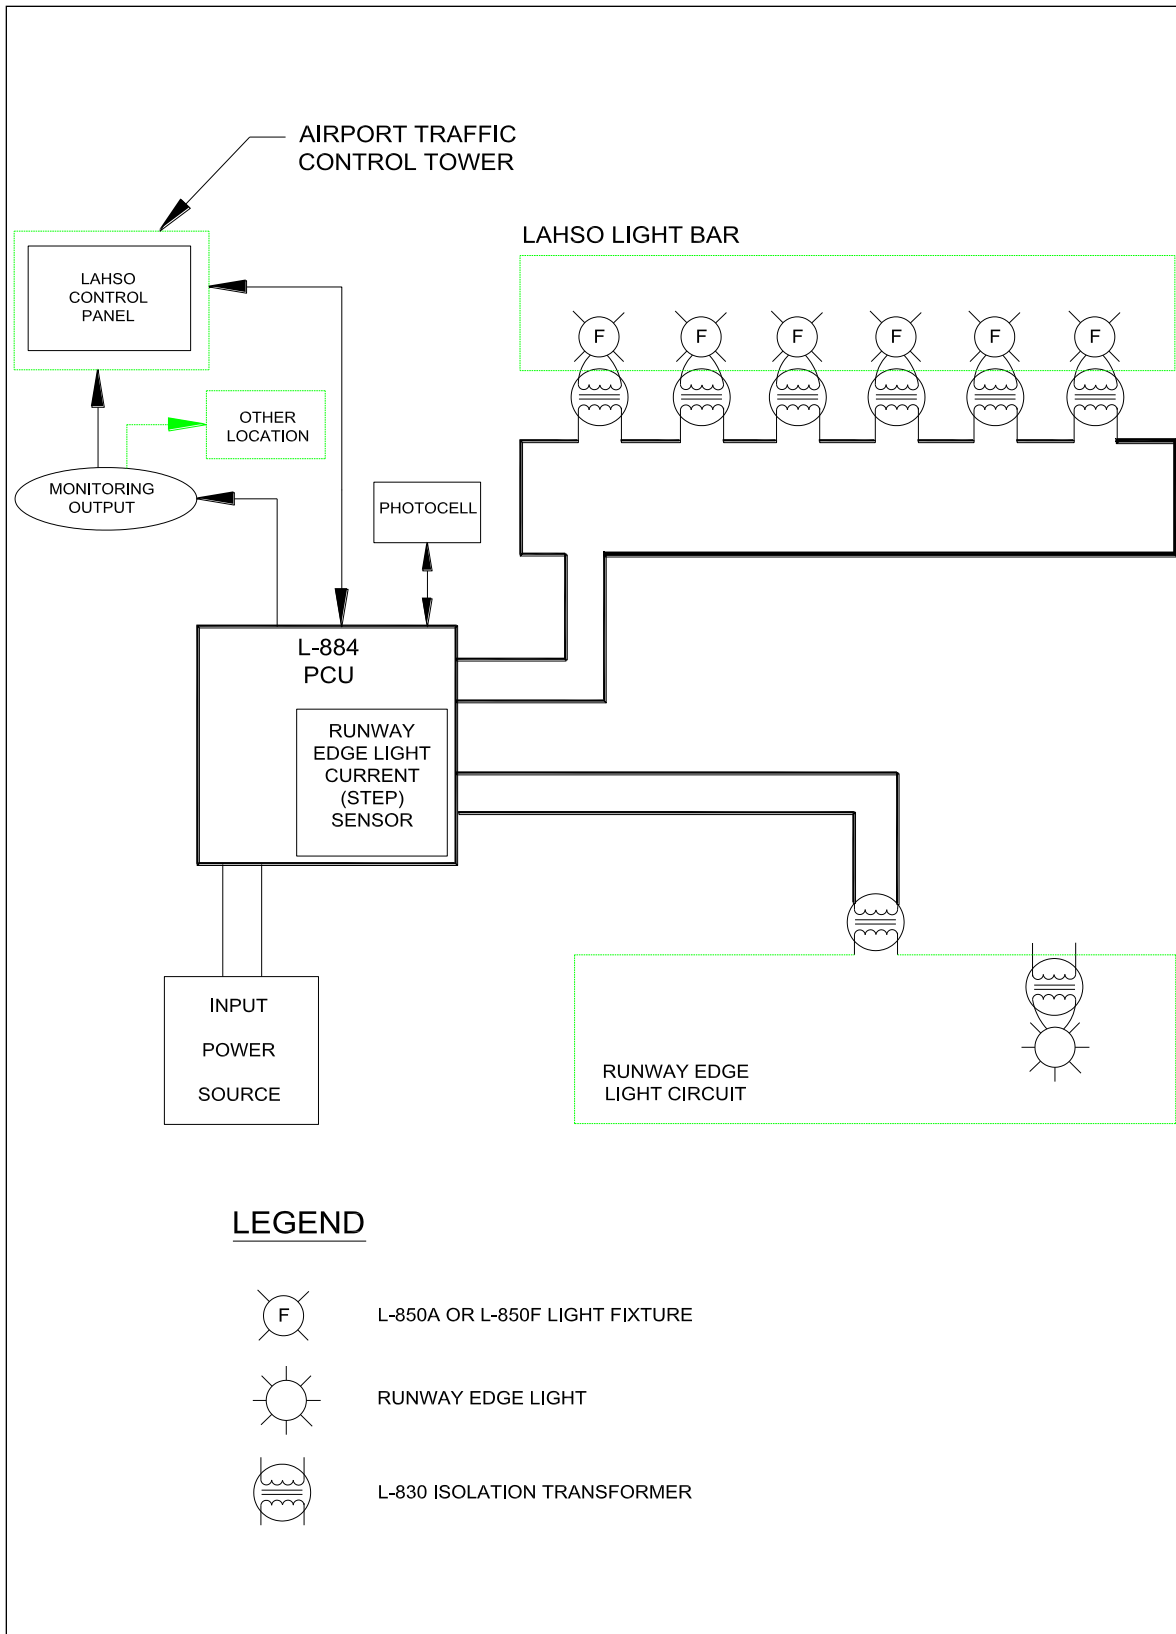 AIRPORT TRAFFIC
CONTROL TOWER
LAHSO LIGHT BAR
LAHSO
CONTROL
PANEL
F F F F F F
OTHER
LOCATION
MONITORING
OUTPUT
PHOTOCELL
L-884
PCU
RUNWAY
EDGE LIGHT
CURRENT
(STEP)
SENSOR
INPUT
POWER
SOURCE
RUNWAY EDGE
LIGHT CIRCUIT
LEGEND
F L-850A OR L-850F LIGHT FIXTURE
RUNWAY EDGE LIGHT
L-830 ISOLATION TRANSFORMER